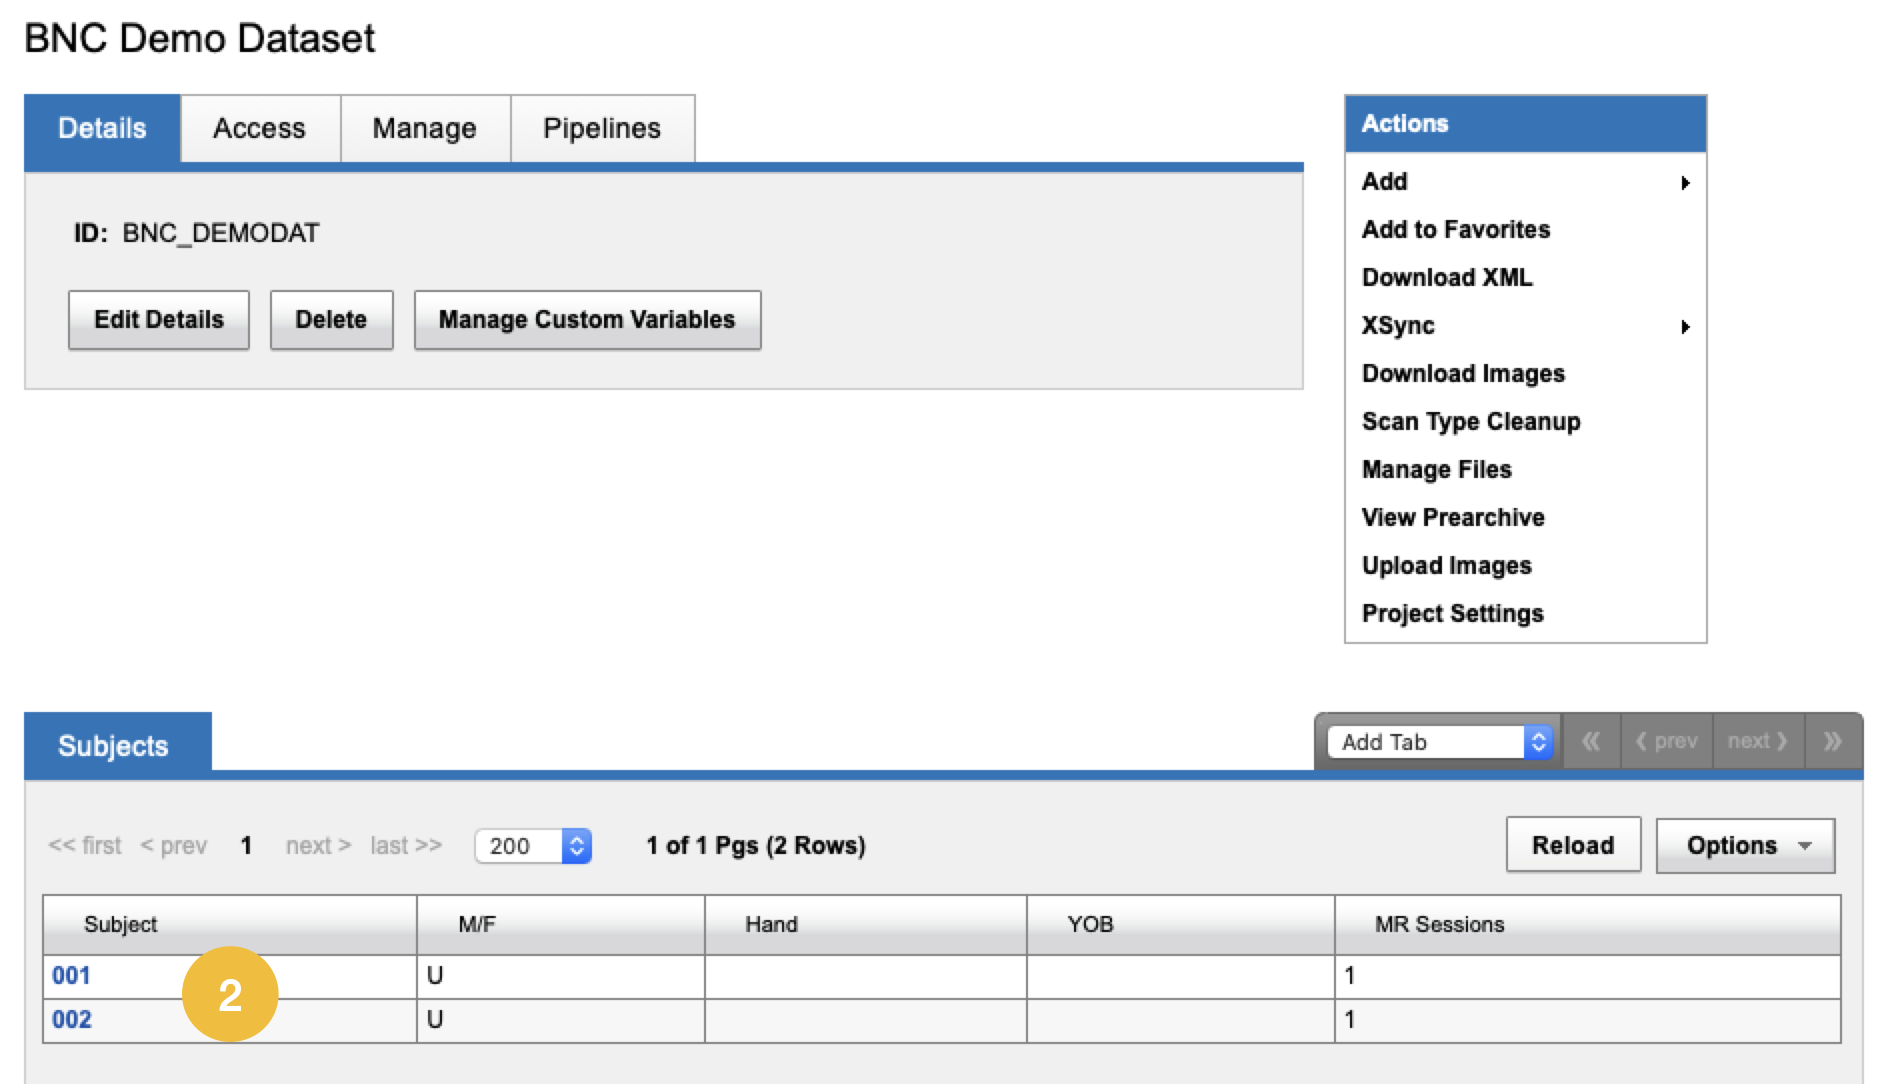 BNC Demo Dataset
Details Access Manage Pipelines
ID: BNC_DEMODAT
Edit Details Delete Manage Custom Variables
Actions
Add
Add to Favorites
Download XML
XSync
Download Images
Scan Type Cleanup
Manage Files
View Prearchive
Upload Images
Project Settings
Subjects
Add Tab « ‹ prev next › »
<< first < prev 1 next > last >> 200 1 of 1 Pgs (2 Rows) Reload Options
Subject M/F Hand YOB MR Sessions
001 U 1
2
002 U 1